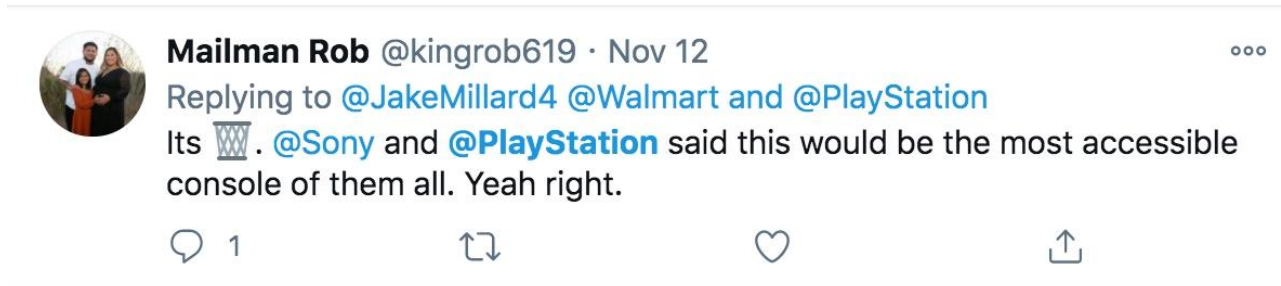 Mailman Rob @kingrob619 · Nov 12
Replying to @JakeMillard4 @Walmart and @PlayStation
Its 🗑. @Sony and @PlayStation said this would be the most accessible
console of them all. Yeah right.
1